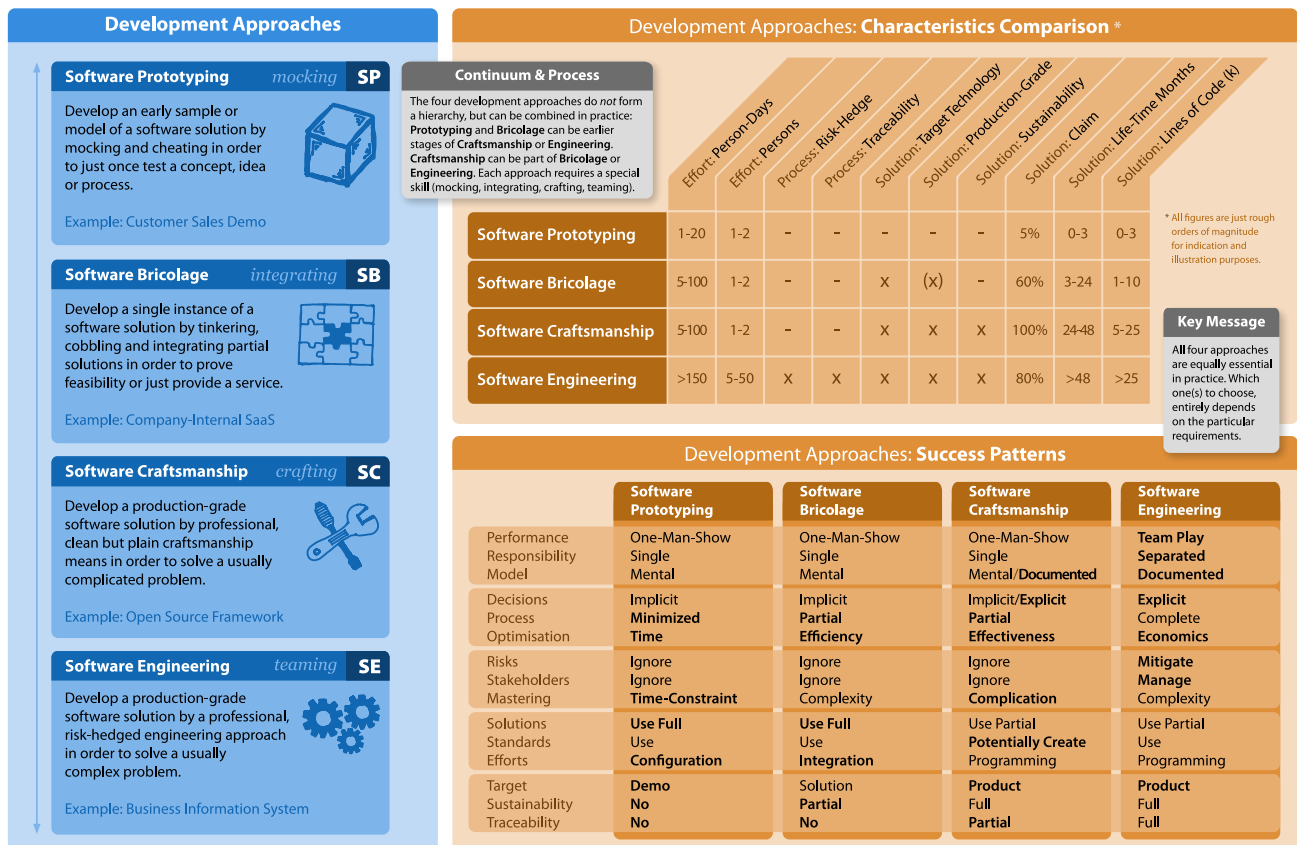 Development Approaches
Software Prototyping mocking SP
Develop an early sample or
model of a software solution by
mocking and cheating in order
to just once test a concept, idea
or process.
Example: Customer Sales Demo
Software Bricolage integrating SB
Develop a single instance of a
software solution by tinkering,
cobbling and integrating partial
solutions in order to prove
feasibility or just provide a service.
Example: Company-Internal SaaS
Software Craftsmanship crafting SC
Develop a production-grade
software solution by professional,
clean but plain craftsmanship
means in order to solve a usually
complicated problem.
Example: Open Source Framework
Software Engineering teaming SE
Develop a production-grade
software solution by a professional,
risk-hedged engineering approach
in order to solve a usually
complex problem.
Example: Business Information System
Continuum & Process
The four development approaches do not form
a hierarchy, but can be combined in practice:
Prototyping and Bricolage can be earlier
stages of Craftsmanship or Engineering.
Craftsmanship can be part of Bricolage or
Engineering. Each approach requires a special
skill (mocking, integrating, crafting, teaming).
Development Approaches: Characteristics Comparison *
Effort: Person-Days
Effort: Persons
Process: Risk-Hedge
Process: Traceability
Solution: Target Technology
Solution: Production-Grade
Solution: Sustainability
Solution: Claim
Solution: Life-Time Months
Solution: Lines of Code (k)
Software Prototyping 1-20 1-2 - - - - - 5% 0-3 0-3
Software Bricolage 5-100 1-2 - - x (x) - 60% 3-24 1-10
Software Craftsmanship 5-100 1-2 - - x x x 100% 24-48 5-25
Software Engineering >150 5-50 x x x x x 80% >48 >25
* All figures are just rough
orders of magnitude
for indication and
illustration purposes.
Key Message
All four approaches
are equally essential
in practice. Which
one(s) to choose,
entirely depends
on the particular
requirements.
Development Approaches: Success Patterns
Software Software Software Software
Prototyping Bricolage Craftsmanship Engineering
Performance One-Man-Show One-Man-Show One-Man-Show Team Play
Responsibility Single Single Single Separated
Model Mental Mental Mental/Documented Documented
Decisions Implicit Implicit Implicit/Explicit Explicit
Process Minimized Partial Partial Complete
Optimisation Time Efficiency Effectiveness Economics
Risks Ignore Ignore Ignore Mitigate
Stakeholders Ignore Ignore Ignore Manage
Mastering Time-Constraint Complexity Complication Complexity
Solutions Use Full Use Full Use Partial Use Partial
Standards Use Use Potentially Create Use
Efforts Configuration Integration Programming Programming
Target Demo Solution Product Product
Sustainability No Partial Full Full
Traceability No No Partial Full